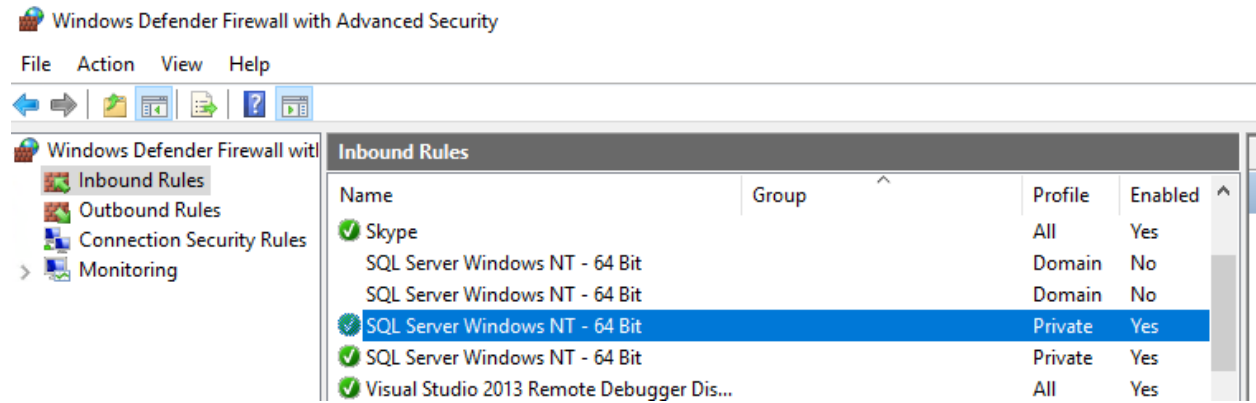 Windows Defender Firewall with Advanced Security
File Action View Help
Windows Defender Firewall witl
Inbound Rules
Outbound Rules
Connection Security Rules
Monitoring
Inbound Rules
Name Group Profile Enabled
Skype All Yes
SQL Server Windows NT - 64 Bit Domain No
SQL Server Windows NT - 64 Bit Domain No
SQL Server Windows NT - 64 Bit Private Yes
SQL Server Windows NT - 64 Bit Private Yes
Visual Studio 2013 Remote Debugger Dis... All Yes